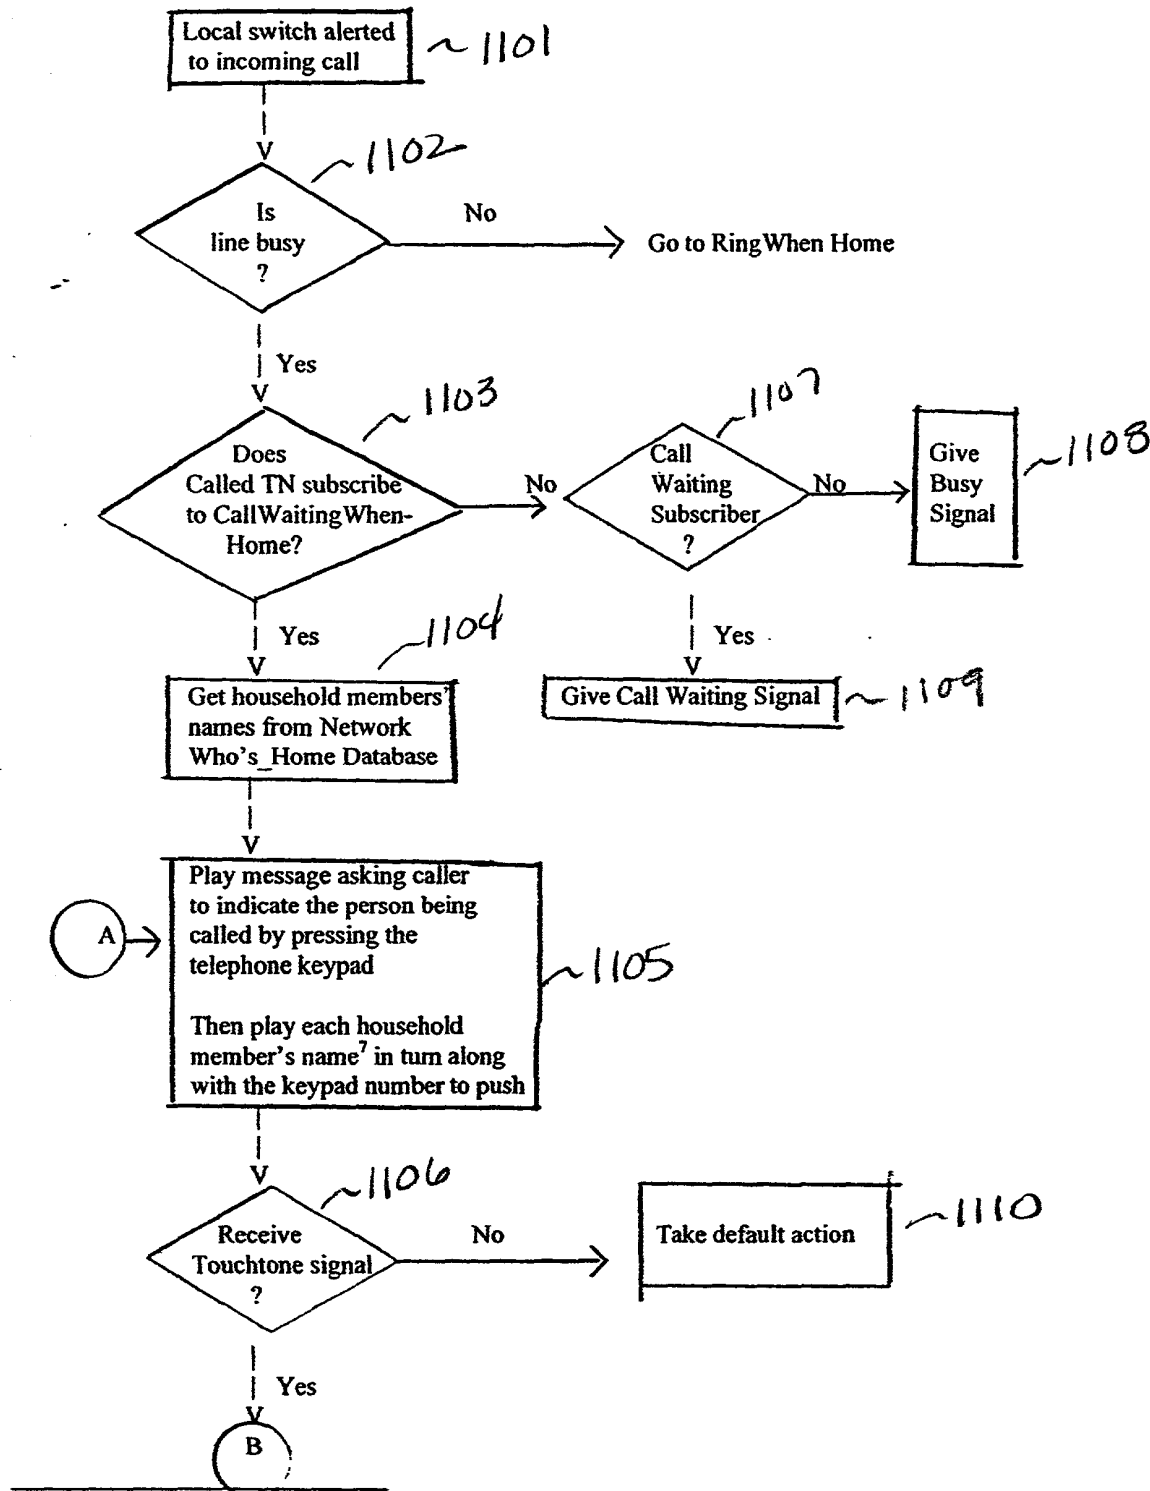 Local switch alerted
to incoming call
~1101
V
1102
Is
line busy
?
No
Go to RingWhen Home
Yes
V
1103
Does
Called TN subscribe
to CallWaitingWhen-
Home?
No
1107
Call
Waiting
Subscriber
?
No
Give
Busy
Signal
1108
Yes
V
1104
Get household members'
names from Network
Who's_Home Database
Yes
V
Give Call Waiting Signal
1109
V
A
Play message asking caller
to indicate the person being
called by pressing the
telephone keypad
Then play each household
member's name⁷ in turn along
with the keypad number to push
1105
V
1106
Receive
Touchtone signal
?
No
Take default action
1110
Yes
V
B